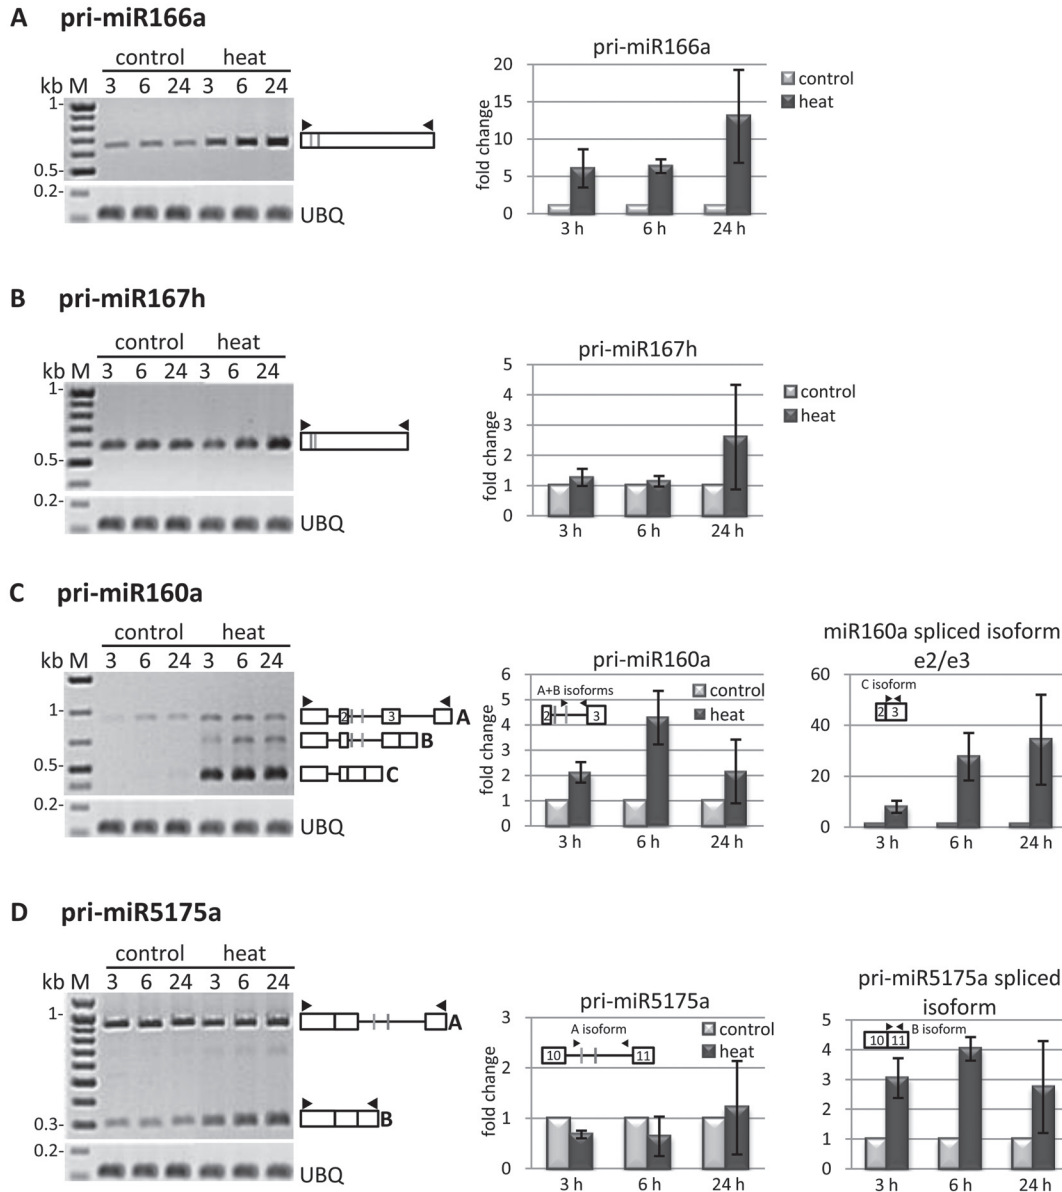 A pri-miR166a
control heat
kb M 3 6 24 3 6 24
1-
0.5-
0.2-
UBQ
pri-miR166a
fold change
20
15
10
5
0
3 h 6 h 24 h
control
heat
B pri-miR167h
control heat
kb M 3 6 24 3 6 24
1-
0.5-
0.2-
UBQ
pri-miR167h
fold change
5
4
3
2
1
0
3 h 6 h 24 h
control
heat
C pri-miR160a
control heat
kb M 3 6 24 3 6 24
1-
0.5-
0.2-
2 3 A
B
C
UBQ
pri-miR160a
fold change
6
5
4
3
2
1
0
A+B isoforms
2 3
control
heat
3 h 6 h 24 h
miR160a spliced isoform
e2/e3
60
40
20
0
C isoform
2 3
3 h 6 h 24 h
D pri-miR5175a
control heat
kb M 3 6 24 3 6 24
1-
0.3-
0.2-
A
B
UBQ
pri-miR5175a
fold change
3
2
1
0
A isoform
10 11
control
heat
3 h 6 h 24 h
pri-miR5175a spliced
isoform
5
4
3
2
1
0
B isoform
10 11
3 h 6 h 24 h